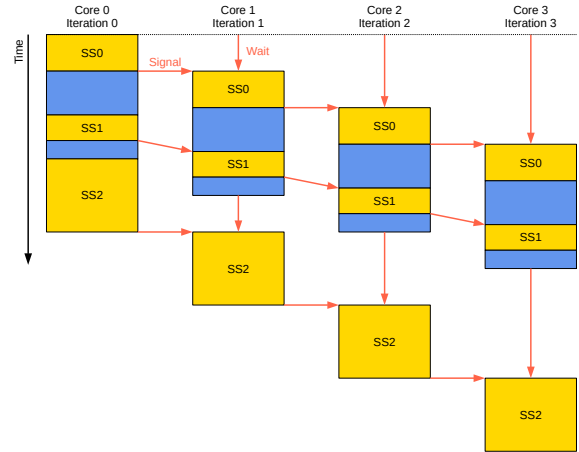 Core 0
Iteration 0
Core 1
Iteration 1
Core 2
Iteration 2
Core 3
Iteration 3
Time
SS0
Signal
Wait
SS0
SS0
SS0
SS1
SS1
SS1
SS1
SS2
SS2
SS2
SS2